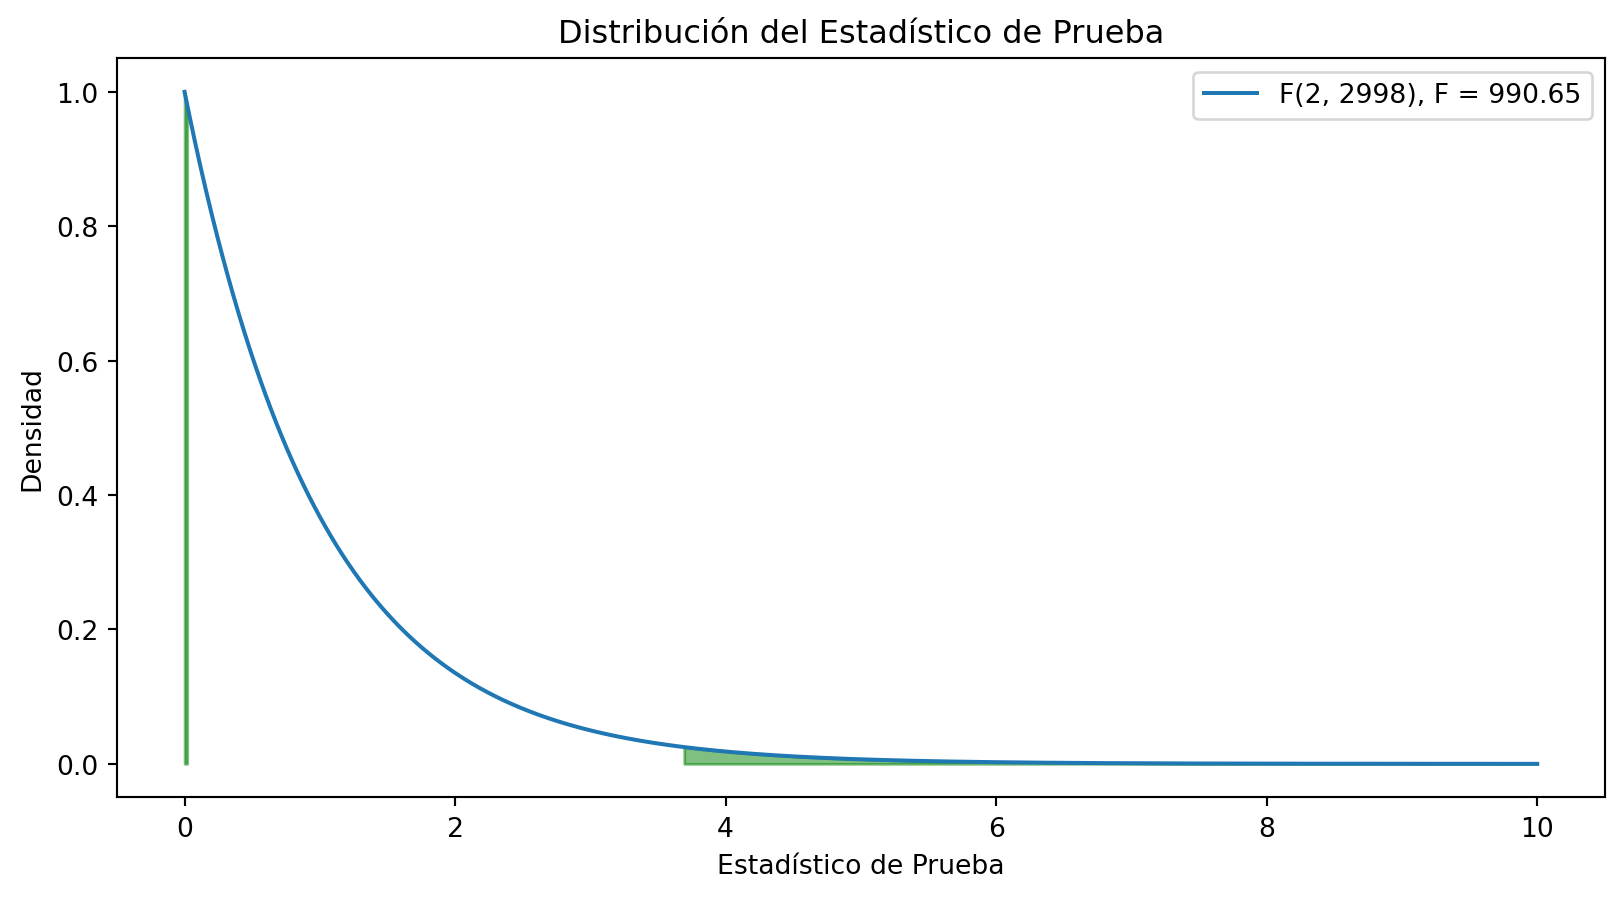 Distribución del Estadístico de Prueba
F(2, 2998), F = 990.65
1.0
0.8
0.6
0.4
0.2
0.0
Densidad
0 2 4 6 8 10
Estadístico de Prueba